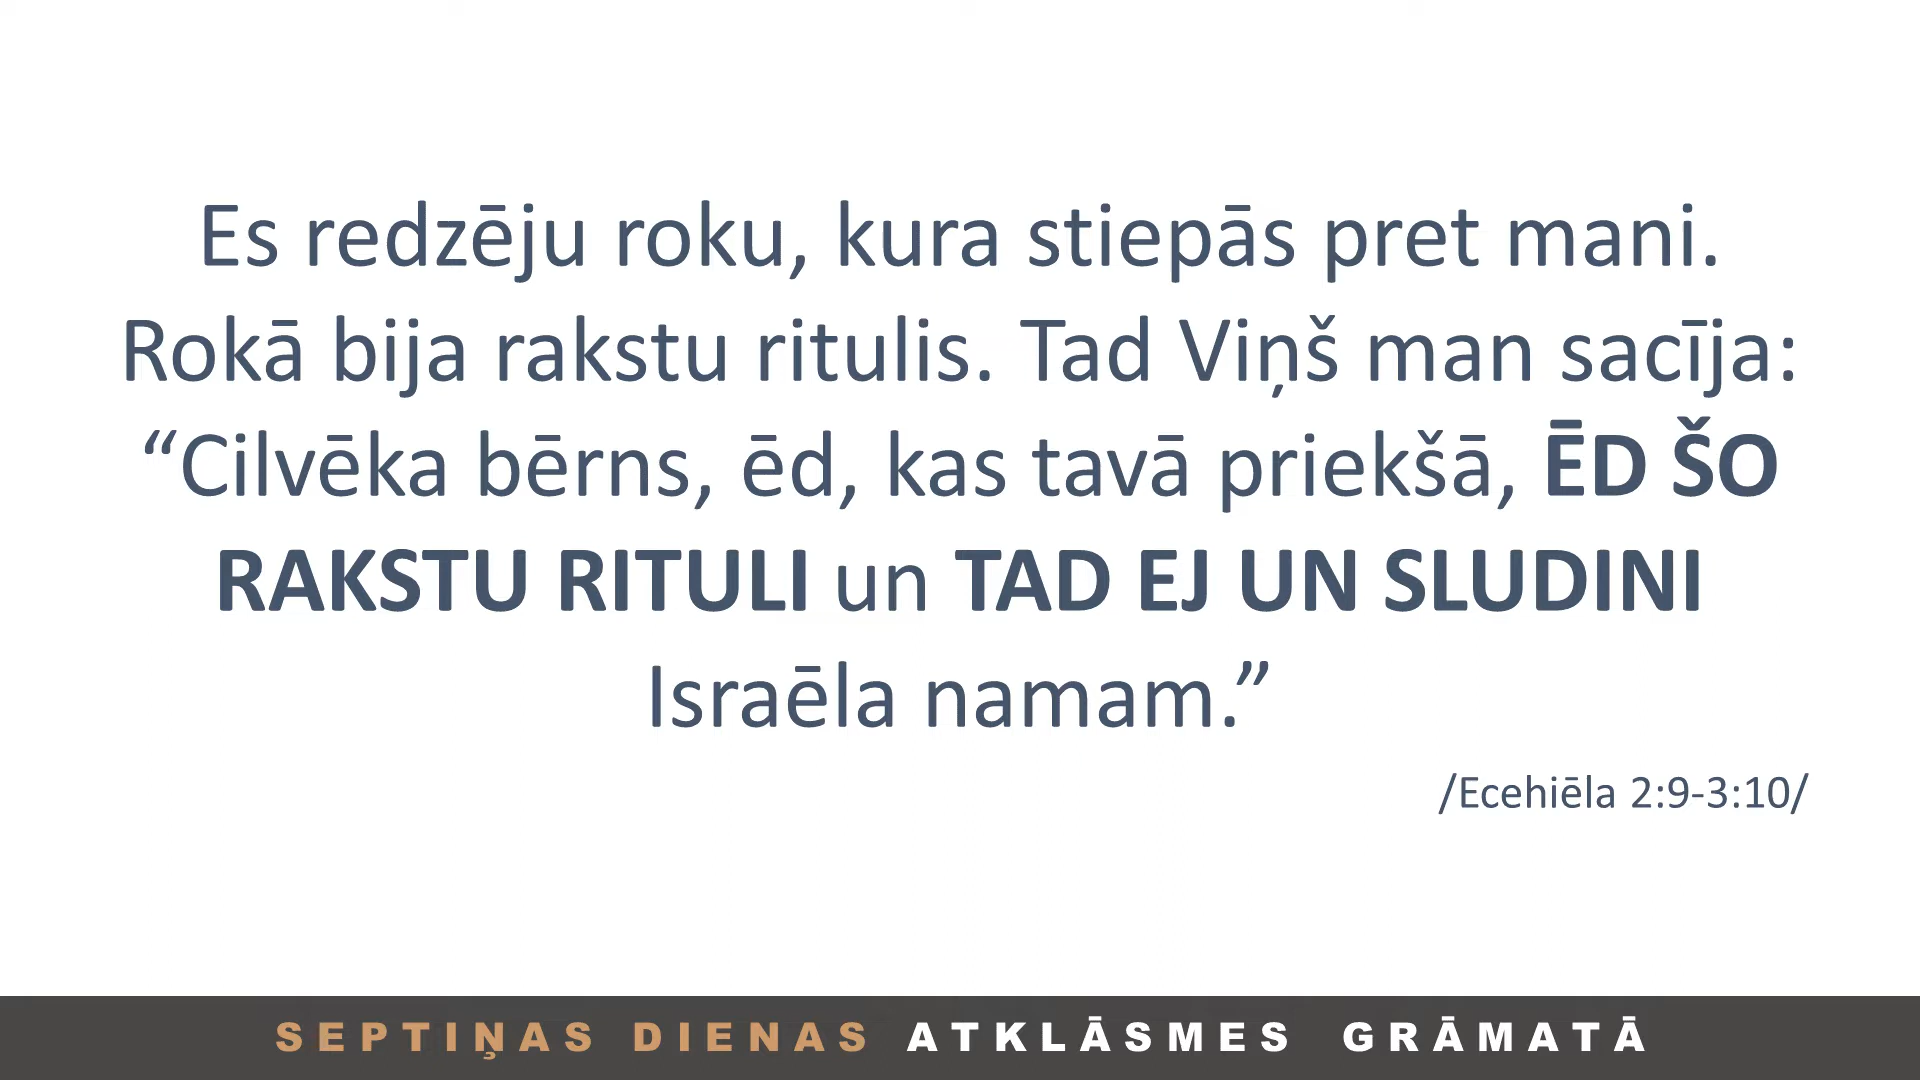 Es redzēju roku, kura stiepās pret mani.
Rokā bija rakstu ritulis. Tad Viņš man sacīja:
“Cilvēka bērns, ēd, kas tavā priekšā, ĒD ŠO
RAKSTU RITULI un TAD EJ UN SLUDINI
Israēla namam.”
/Ecehiēla 2:9-3:10/
SEPTIŅAS DIENAS ATKLĀSMES GRĀMATĀ